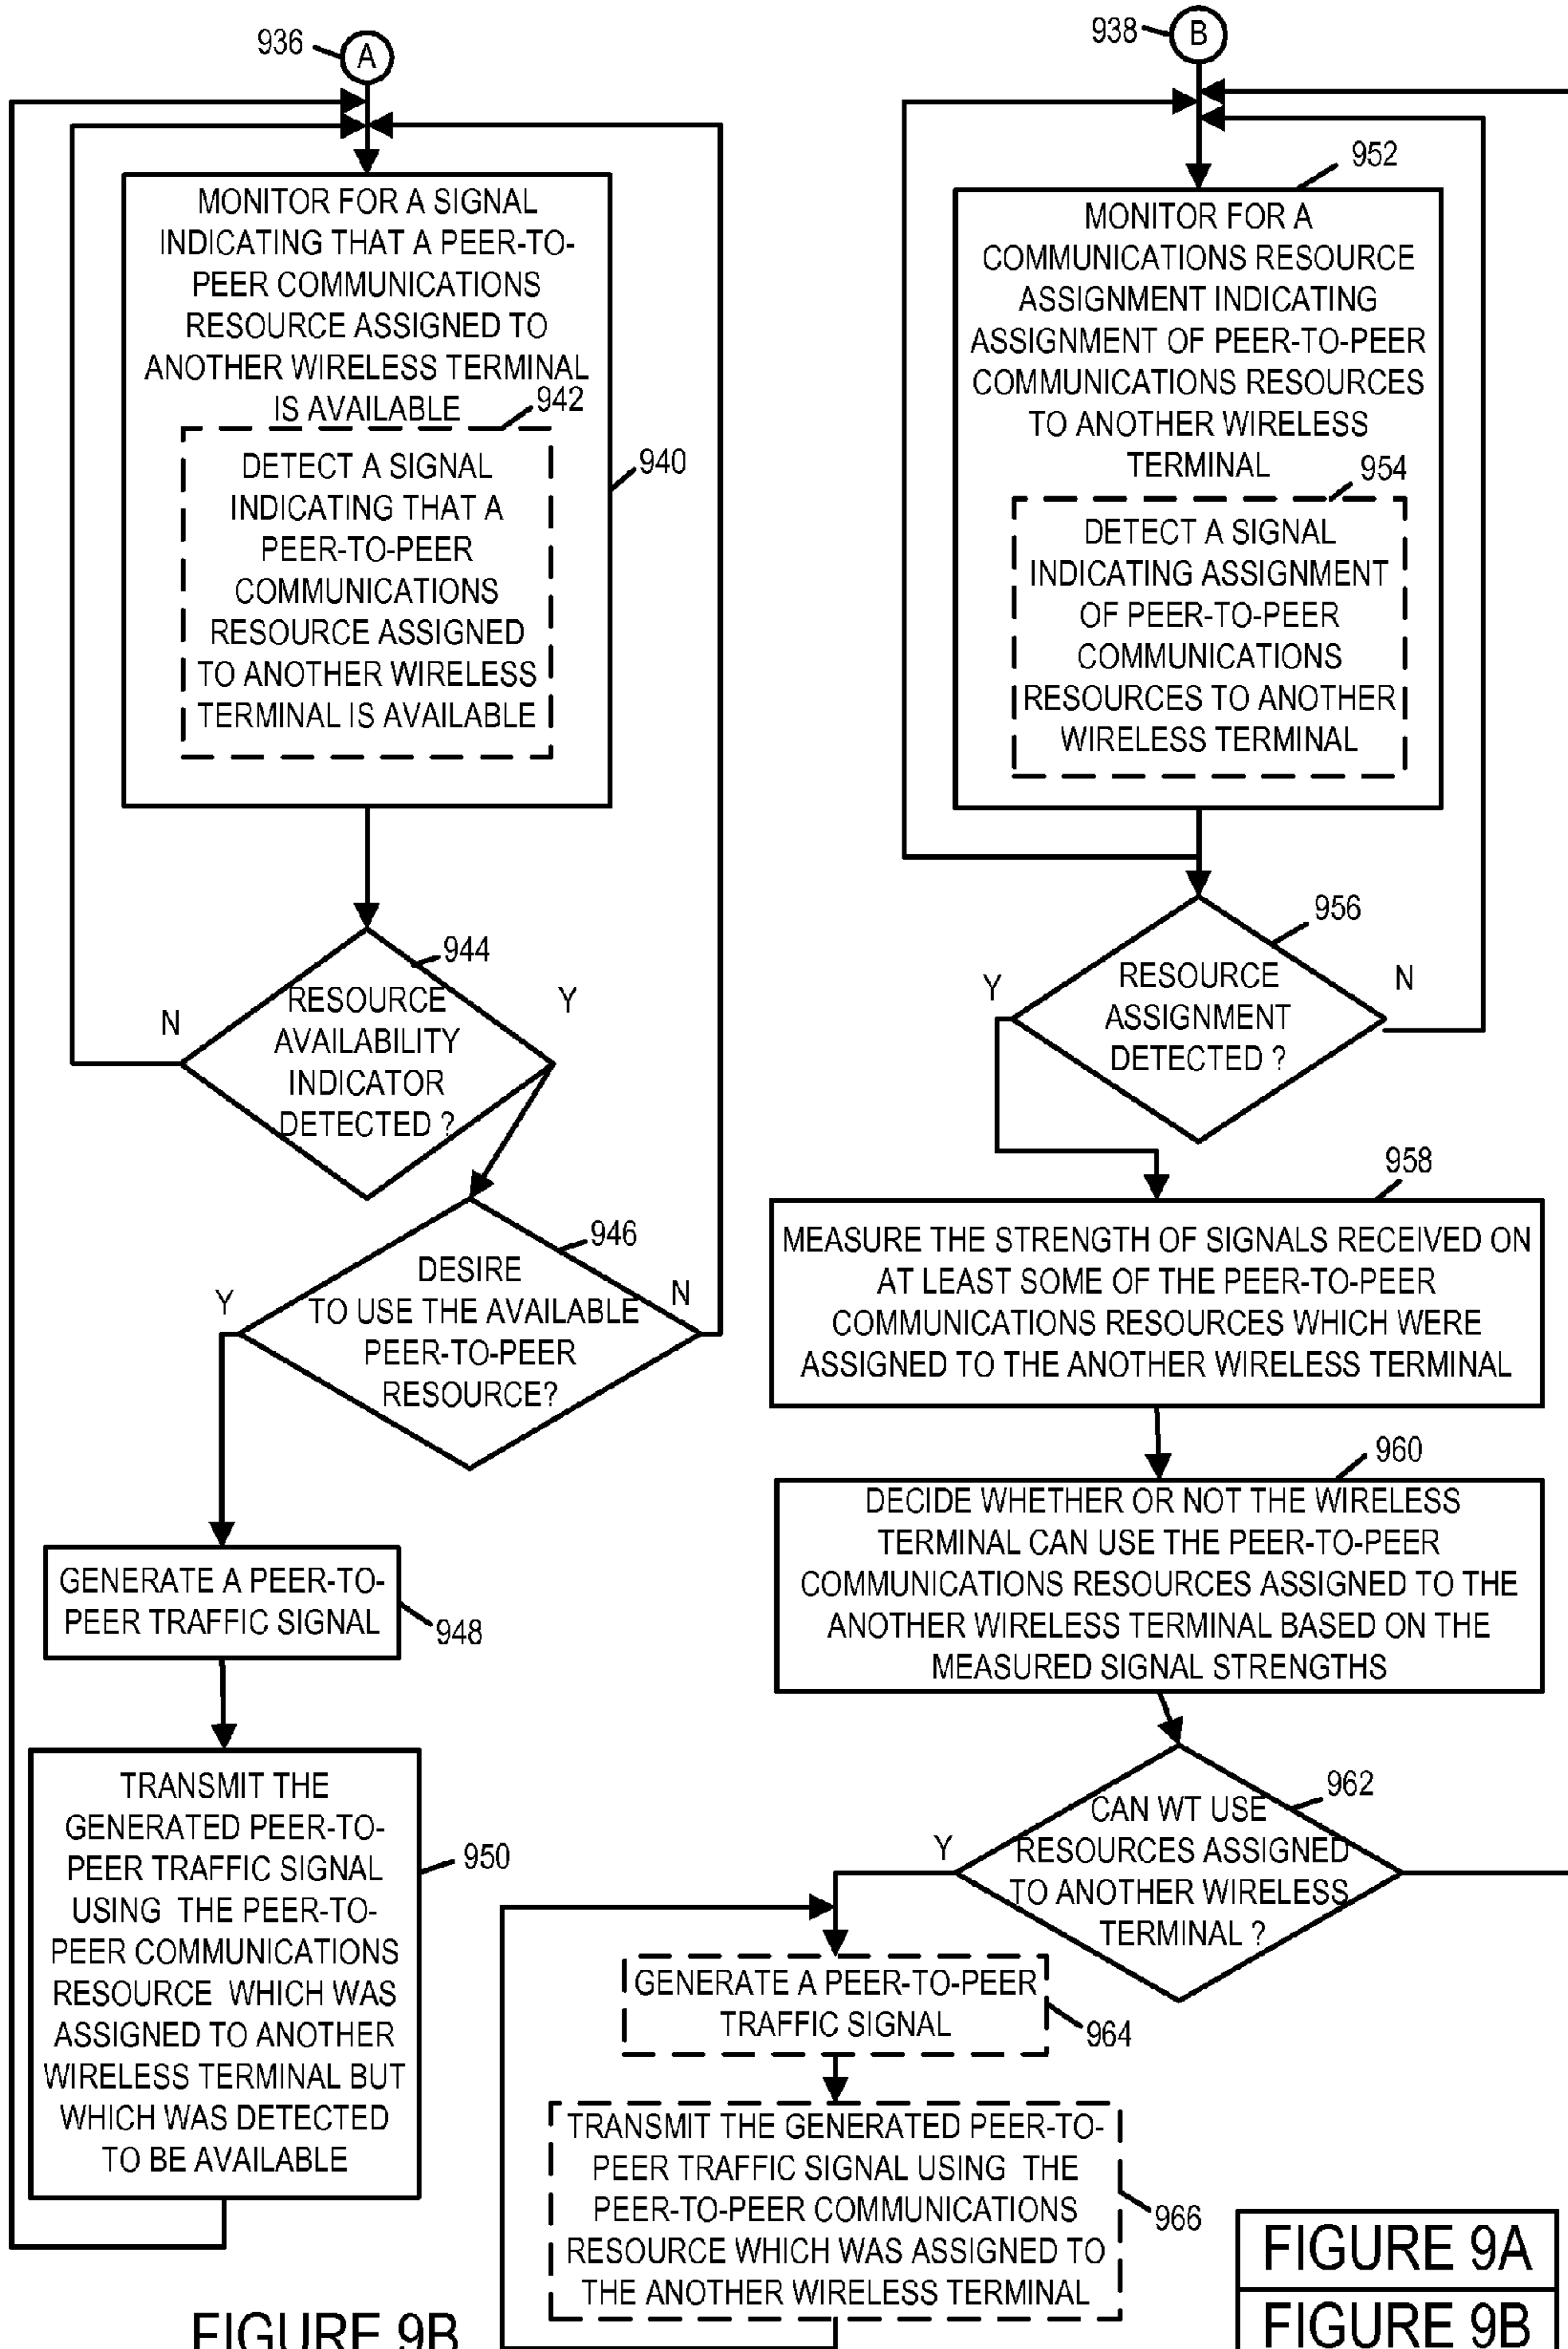 936
A
MONITOR FOR A SIGNAL
INDICATING THAT A PEER-TO-
PEER COMMUNICATIONS
RESOURCE ASSIGNED TO
ANOTHER WIRELESS TERMINAL
IS AVAILABLE
942
DETECT A SIGNAL
INDICATING THAT A
PEER-TO-PEER
COMMUNICATIONS
RESOURCE ASSIGNED
TO ANOTHER WIRELESS
TERMINAL IS AVAILABLE
940
944
RESOURCE
AVAILABILITY
INDICATOR
DETECTED ?
N
Y
946
DESIRE
TO USE THE AVAILABLE
PEER-TO-PEER
RESOURCE?
Y
N
GENERATE A PEER-TO-
PEER TRAFFIC SIGNAL
948
TRANSMIT THE
GENERATED PEER-TO-
PEER TRAFFIC SIGNAL
USING THE PEER-TO-
PEER COMMUNICATIONS
RESOURCE WHICH WAS
ASSIGNED TO ANOTHER
WIRELESS TERMINAL BUT
WHICH WAS DETECTED
TO BE AVAILABLE
950
938
B
952
MONITOR FOR A
COMMUNICATIONS RESOURCE
ASSIGNMENT INDICATING
ASSIGNMENT OF PEER-TO-PEER
COMMUNICATIONS RESOURCES
TO ANOTHER WIRELESS
TERMINAL
954
DETECT A SIGNAL
INDICATING ASSIGNMENT
OF PEER-TO-PEER
COMMUNICATIONS
RESOURCES TO ANOTHER
WIRELESS TERMINAL
956
RESOURCE
ASSIGNMENT
DETECTED ?
Y
N
958
MEASURE THE STRENGTH OF SIGNALS RECEIVED ON
AT LEAST SOME OF THE PEER-TO-PEER
COMMUNICATIONS RESOURCES WHICH WERE
ASSIGNED TO THE ANOTHER WIRELESS TERMINAL
960
DECIDE WHETHER OR NOT THE WIRELESS
TERMINAL CAN USE THE PEER-TO-PEER
COMMUNICATIONS RESOURCES ASSIGNED TO THE
ANOTHER WIRELESS TERMINAL BASED ON THE
MEASURED SIGNAL STRENGTHS
962
CAN WT USE
RESOURCES ASSIGNED
TO ANOTHER WIRELESS
TERMINAL ?
Y
GENERATE A PEER-TO-PEER
TRAFFIC SIGNAL
964
TRANSMIT THE GENERATED PEER-TO-
PEER TRAFFIC SIGNAL USING THE
PEER-TO-PEER COMMUNICATIONS
RESOURCE WHICH WAS ASSIGNED TO
THE ANOTHER WIRELESS TERMINAL
966
FIGURE 9B
FIGURE 9A
FIGURE 9B